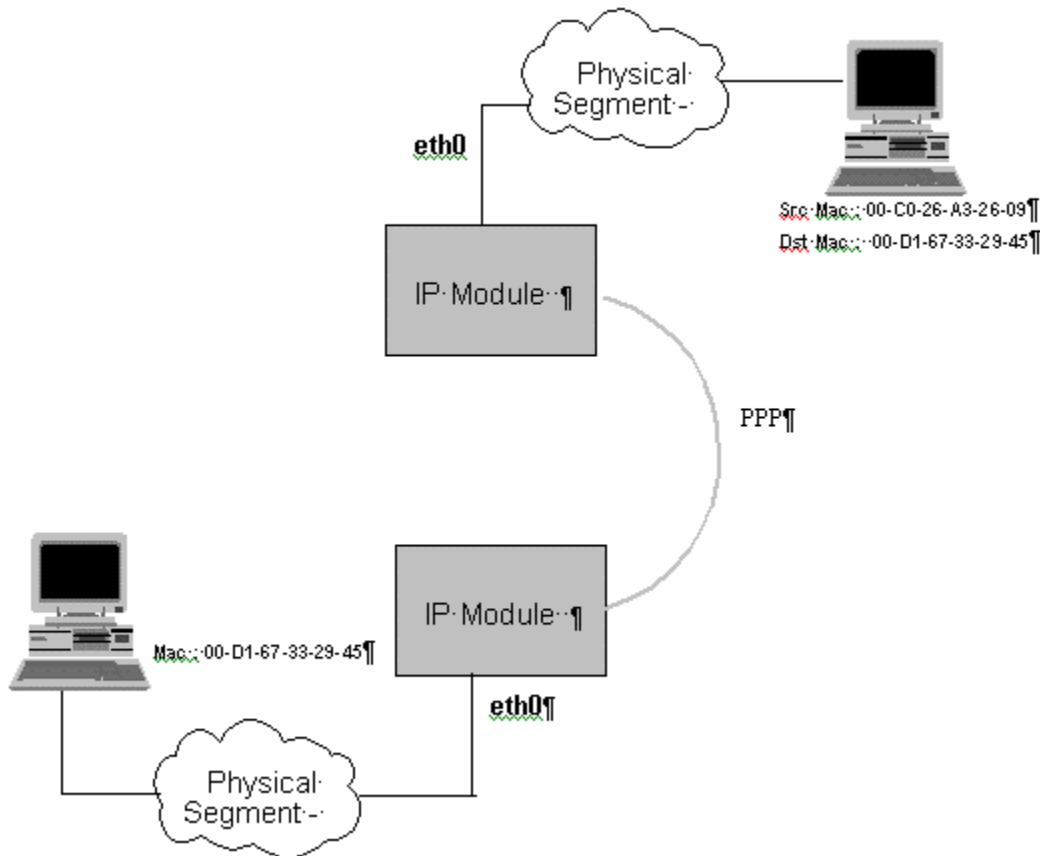 Physical·
Segment·-·
eth0
Src·Mac·:·00-C0-26-A3-26-09¶
Dst·Mac·:··00-D1-67-33-29-45¶
IP·Module··¶
PPP¶
IP·Module··¶
Mac·:·00-D1-67-33-29-45¶
eth0¶
Physical·
Segment·-·